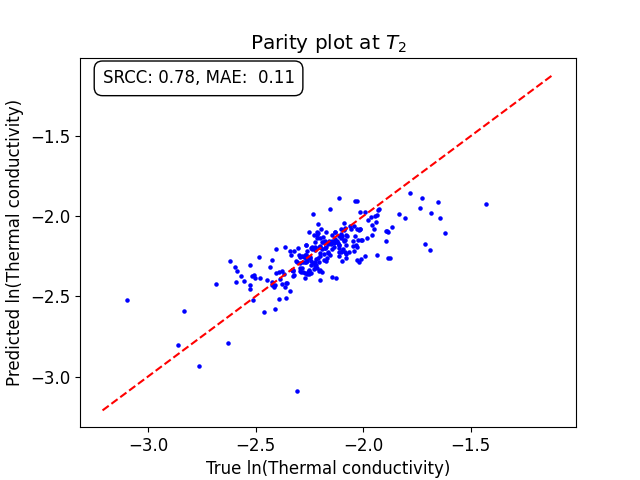 Parity plot at T₂
SRCC: 0.78, MAE:  0.11
Predicted ln(Thermal conductivity)
−1.5
−2.0
−2.5
−3.0
−3.0 −2.5 −2.0 −1.5
True ln(Thermal conductivity)